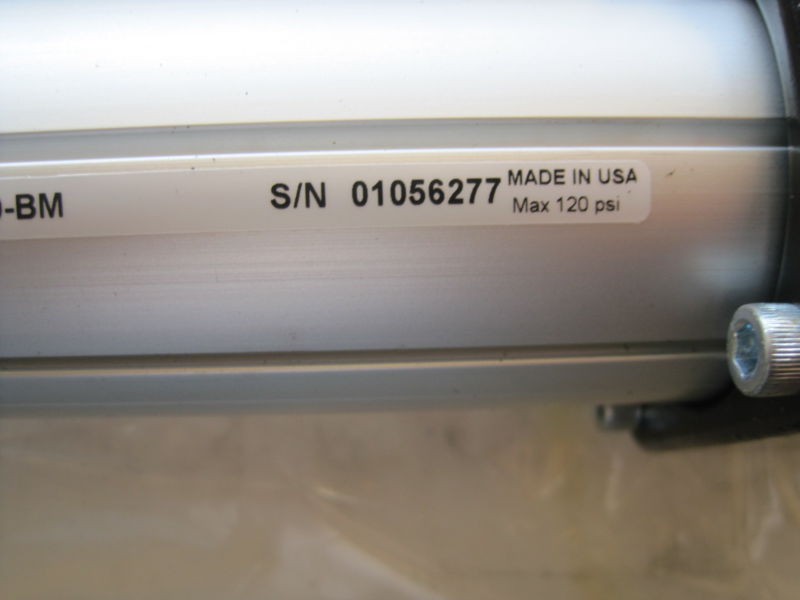 -BM S/N 01056277 MADE IN USA
Max 120 psi